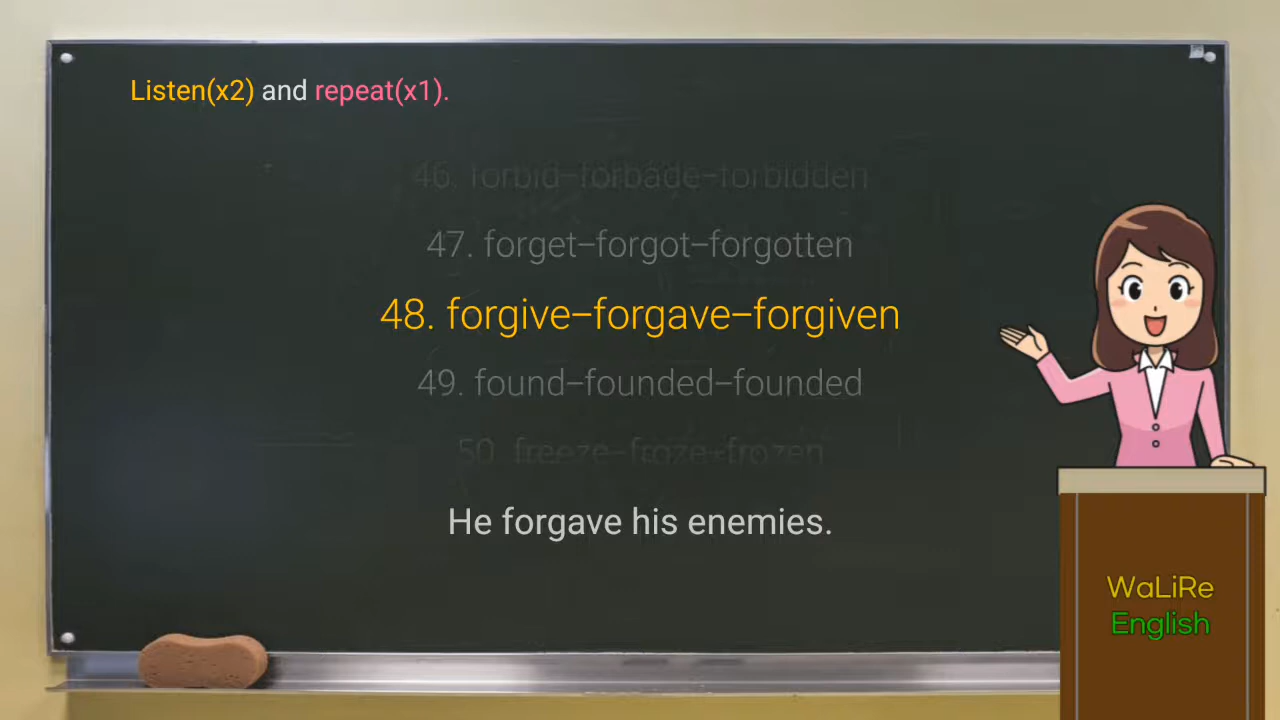 Listen(x2) and repeat(x1).
46. forbid–forbade–forbidden
47. forget–forgot–forgotten
48. forgive–forgave–forgiven
49. found–founded–founded
50. freeze–froze–frozen
He forgave his enemies.
WaLiRe
English